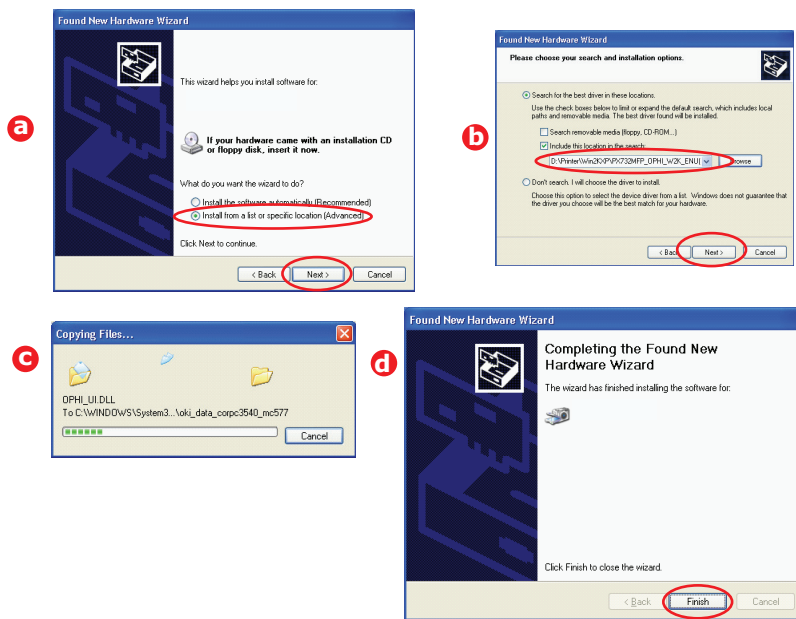 a
Found New Hardware Wizard
This wizard helps you install software for:
If your hardware came with an installation CD
or floppy disk, insert it now.
What do you want the wizard to do?
Install the software automatically (Recommended)
Install from a list or specific location (Advanced)
Click Next to continue.
< Back
Next >
Cancel
b
Found New Hardware Wizard
Please choose your search and installation options.
Search for the best driver in these locations.
Use the check boxes below to limit or expand the default search, which includes local
paths and removable media. The best driver found will be installed.
Search removable media (floppy, CD-ROM...)
Include this location in the search:
D:\Printer\Win2KXP\PX732MFP_OPHI_W2K_ENU\
Browse
Don't search. I will choose the driver to install.
Choose this option to select the device driver from a list. Windows does not guarantee that
the driver you choose will be the best match for your hardware.
< Back
Next >
Cancel
c
Copying Files...
OPHI_UI.DLL
To C:\WINDOWS\System3...\oki_data_corpc3540_mc577
Cancel
d
Found New Hardware Wizard
Completing the Found New
Hardware Wizard
The wizard has finished installing the software for:
Click Finish to close the wizard.
< Back
Finish
Cancel